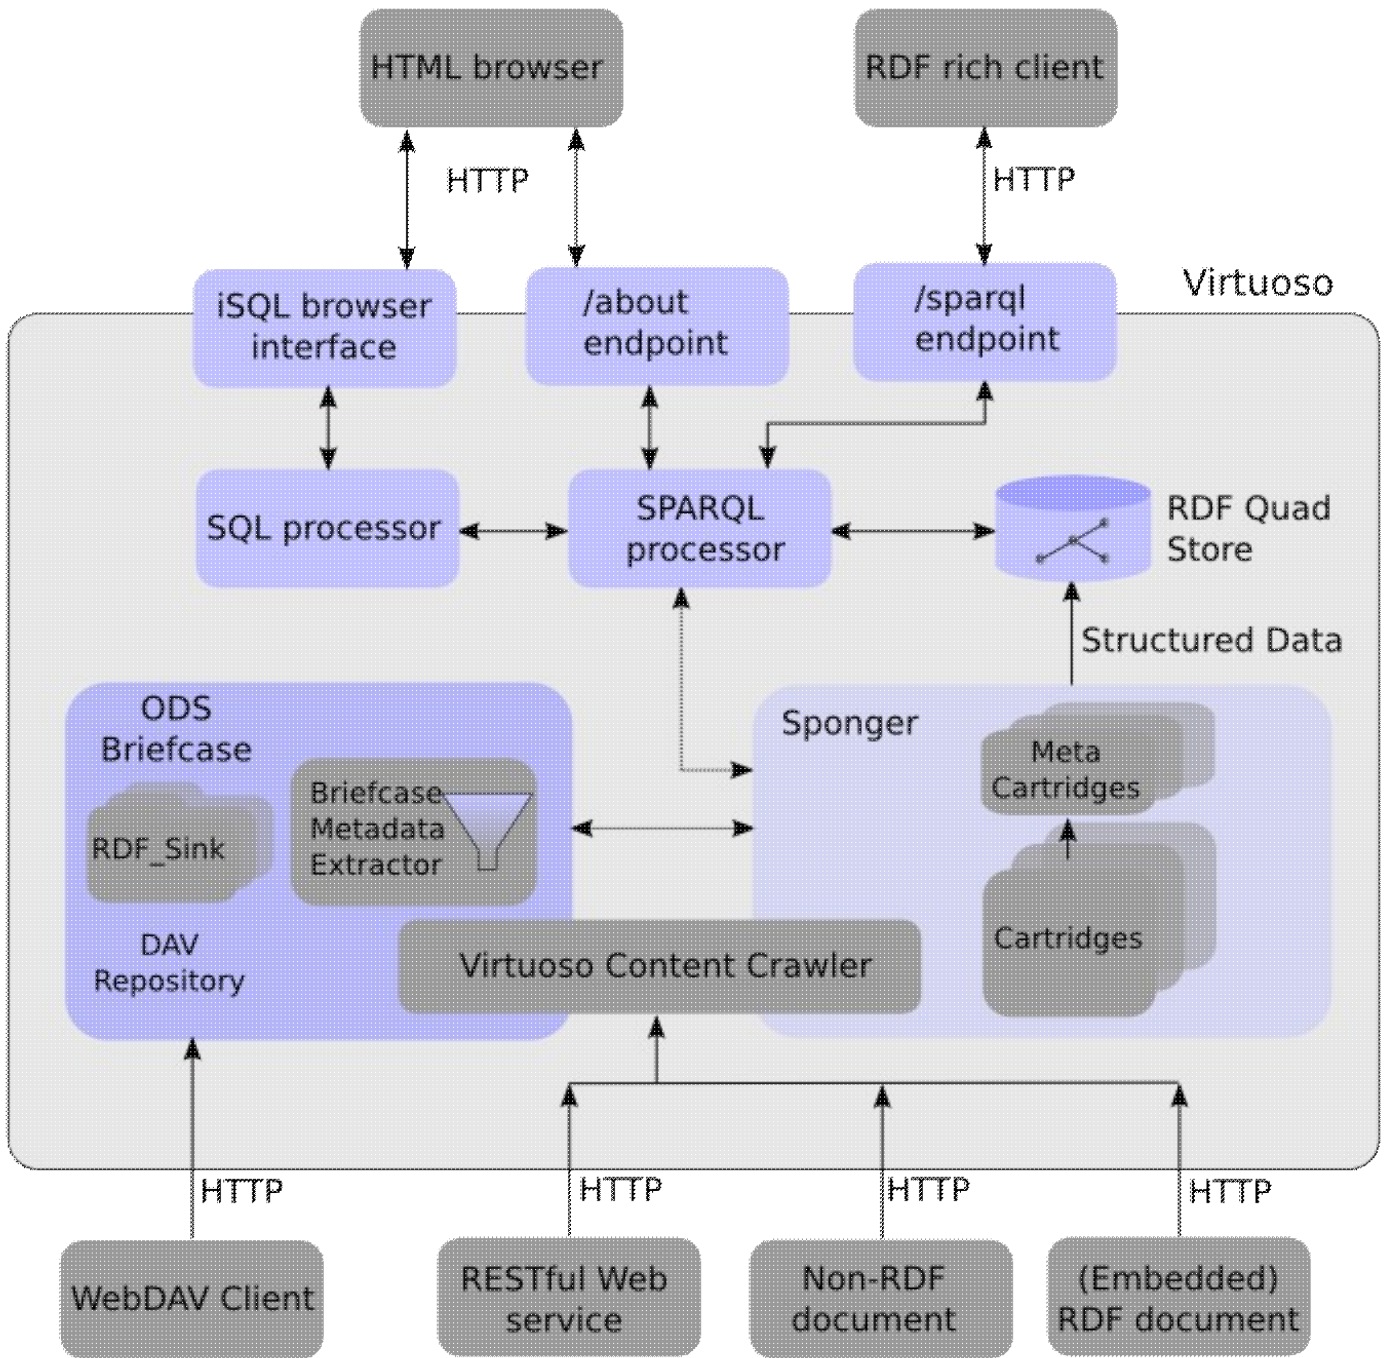 HTML browser
RDF rich client
HTTP
HTTP
Virtuoso
iSQL browser
interface
/about
endpoint
/sparql
endpoint
SQL processor
SPARQL
processor
RDF Quad
Store
Structured Data
ODS
Briefcase
RDF_Sink
Briefcase
Metadata
Extractor
DAV
Repository
Sponger
Meta
Cartridges
Cartridges
Virtuoso Content Crawler
HTTP
HTTP
HTTP
HTTP
WebDAV Client
RESTful Web
service
Non-RDF
document
(Embedded)
RDF document